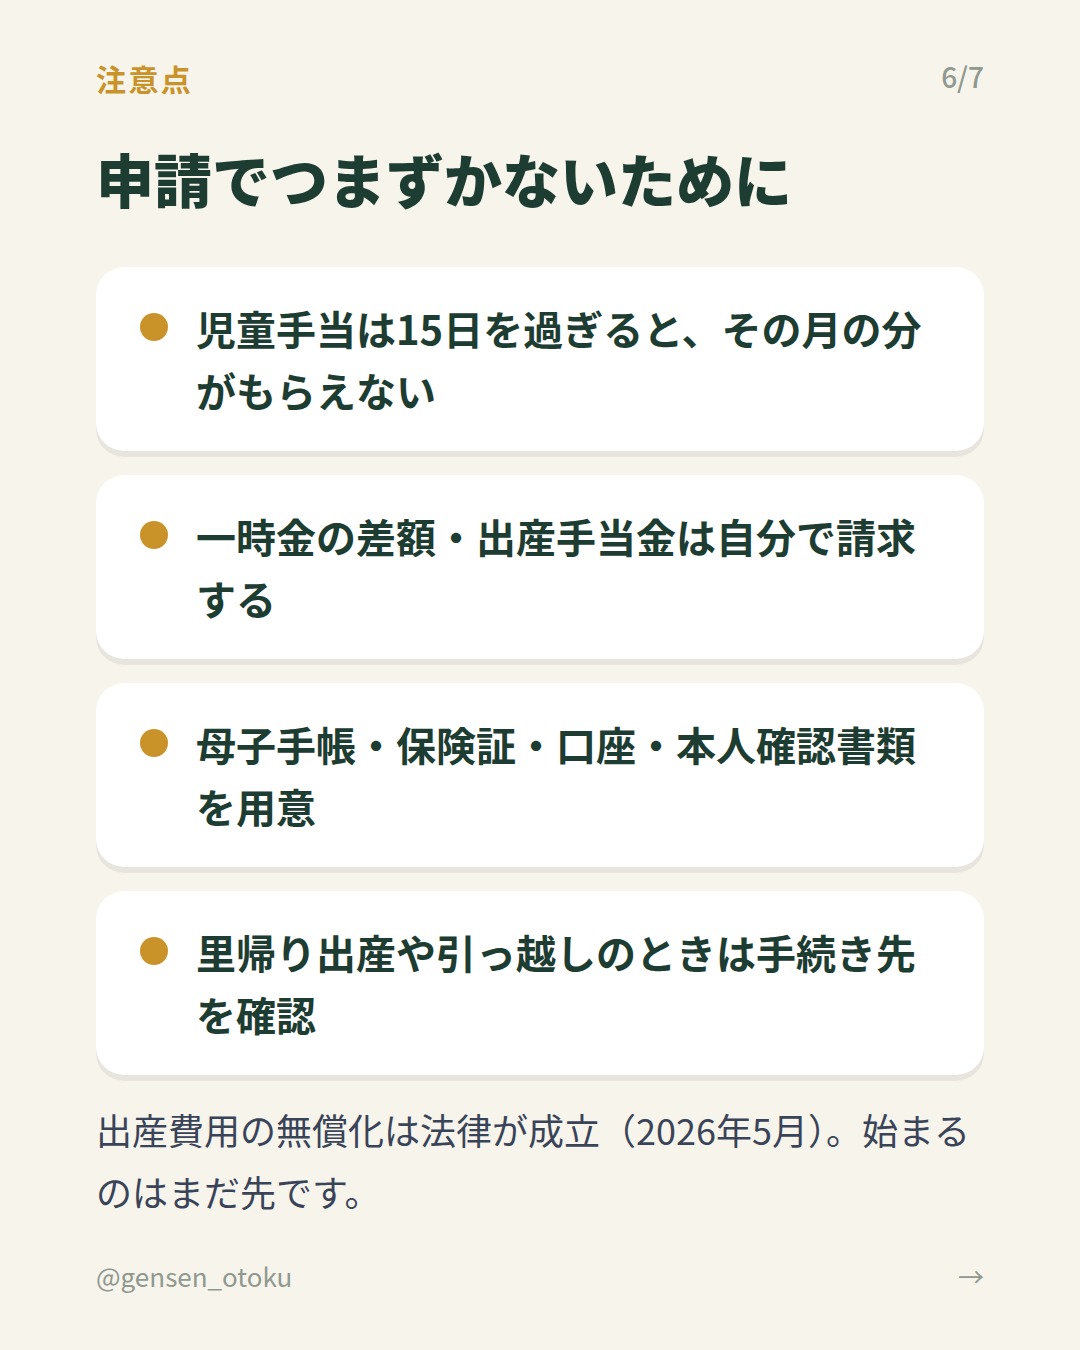 注意点
6/7
申請でつまずかないために
児童手当は15日を過ぎると、その月の分
がもらえない
一時金の差額・出産手当金は自分で請求
する
母子手帳・保険証・口座・本人確認書類
を用意
里帰り出産や引っ越しのときは手続き先
を確認
出産費用の無償化は法律が成立（2026年5月）。始まる
のはまだ先です。
@gensen_otoku
→